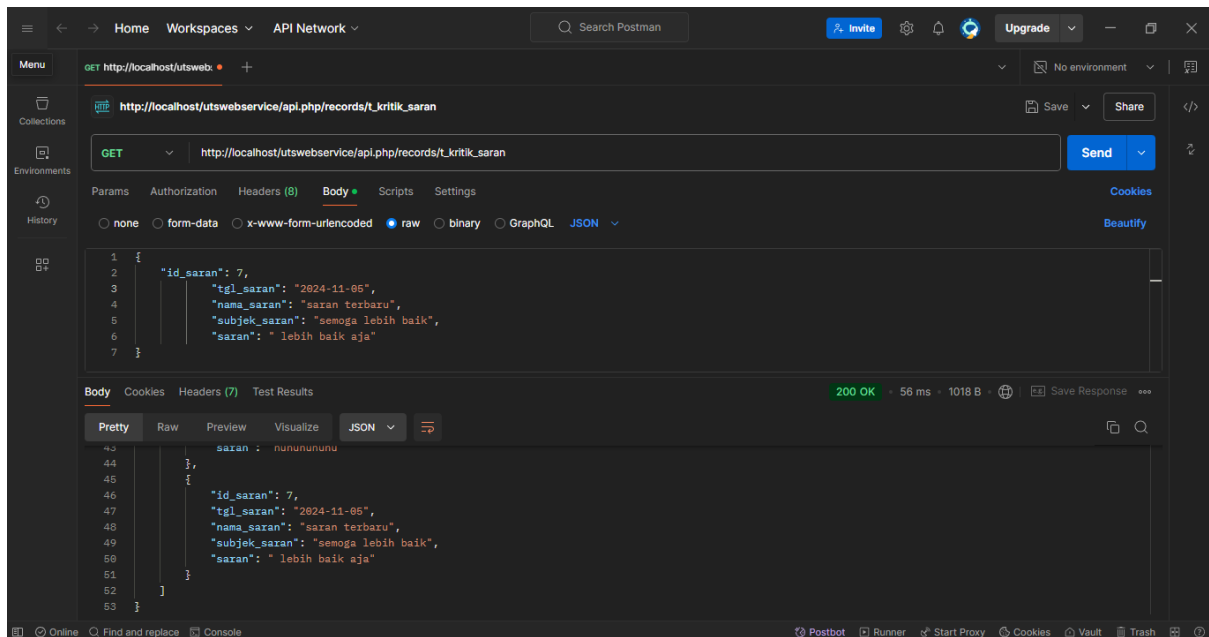 Home Workspaces API Network Search Postman Invite Upgrade
Menu
GET http://localhost/utsweb: No environment
Collections
http://localhost/utswebservice/api.php/records/t_kritik_saran Save Share
Environments
GET http://localhost/utswebservice/api.php/records/t_kritik_saran Send
Params Authorization Headers (8) Body Scripts Settings Cookies
History
none form-data x-www-form-urlencoded raw binary GraphQL JSON Beautify
1 {
2 "id_saran": 7,
3 "tgl_saran": "2024-11-05",
4 "nama_saran": "saran terbaru",
5 "subjek_saran": "semoga lebih baik",
6 "saran": " lebih baik aja"
7 }
Body Cookies Headers (7) Test Results 200 OK 56 ms 1018 B Save Response
Pretty Raw Preview Visualize JSON
43 saran :
44 },
45 {
46 "id_saran": 7,
47 "tgl_saran": "2024-11-05",
48 "nama_saran": "saran terbaru",
49 "subjek_saran": "semoga lebih baik",
50 "saran": " lebih baik aja"
51 }
52 ]
53 }
Online Find and replace Console Postbot Runner Start Proxy Cookies Vault Trash